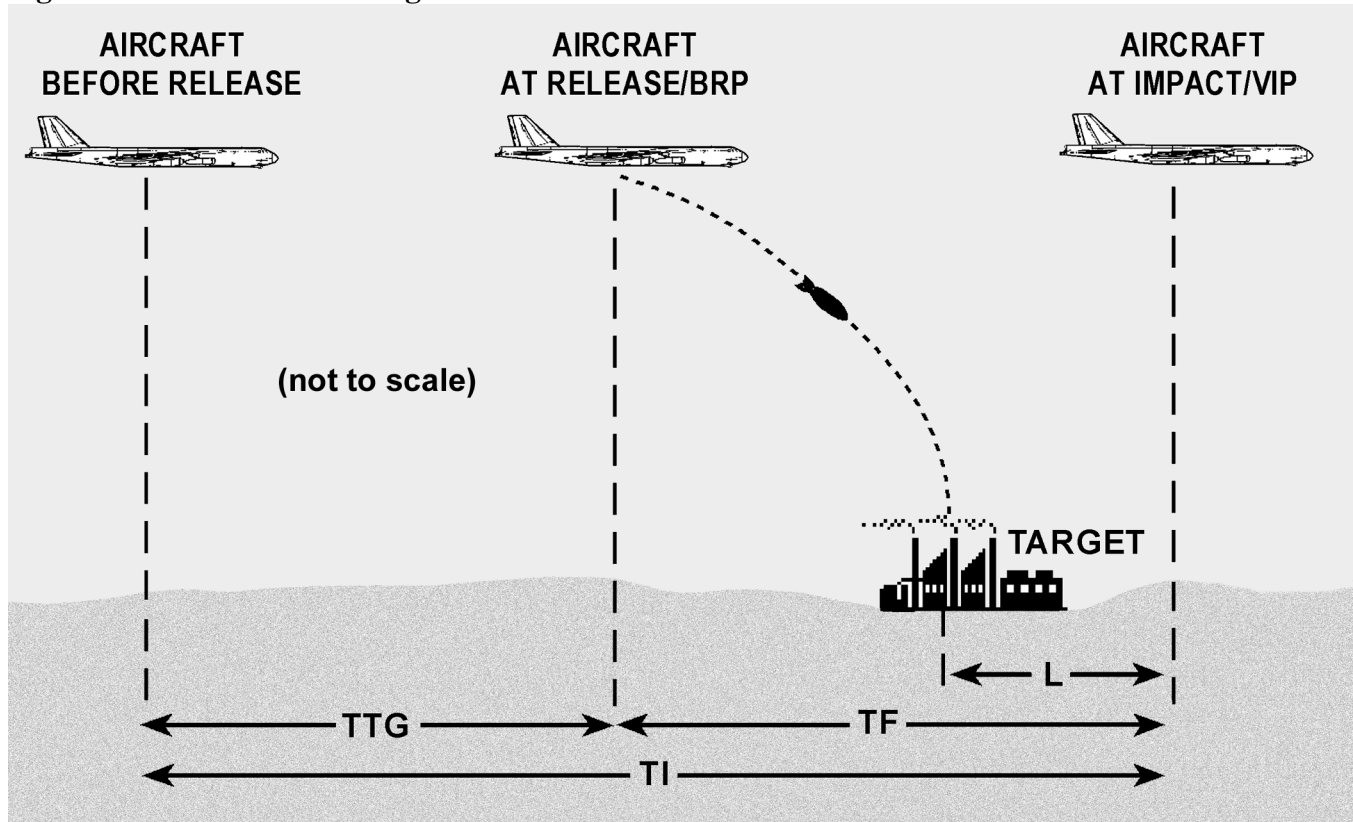 AIRCRAFT
BEFORE RELEASE
AIRCRAFT
AT RELEASE/BRP
AIRCRAFT
AT IMPACT/VIP
(not to scale)
TARGET
L
TTG
TF
TI